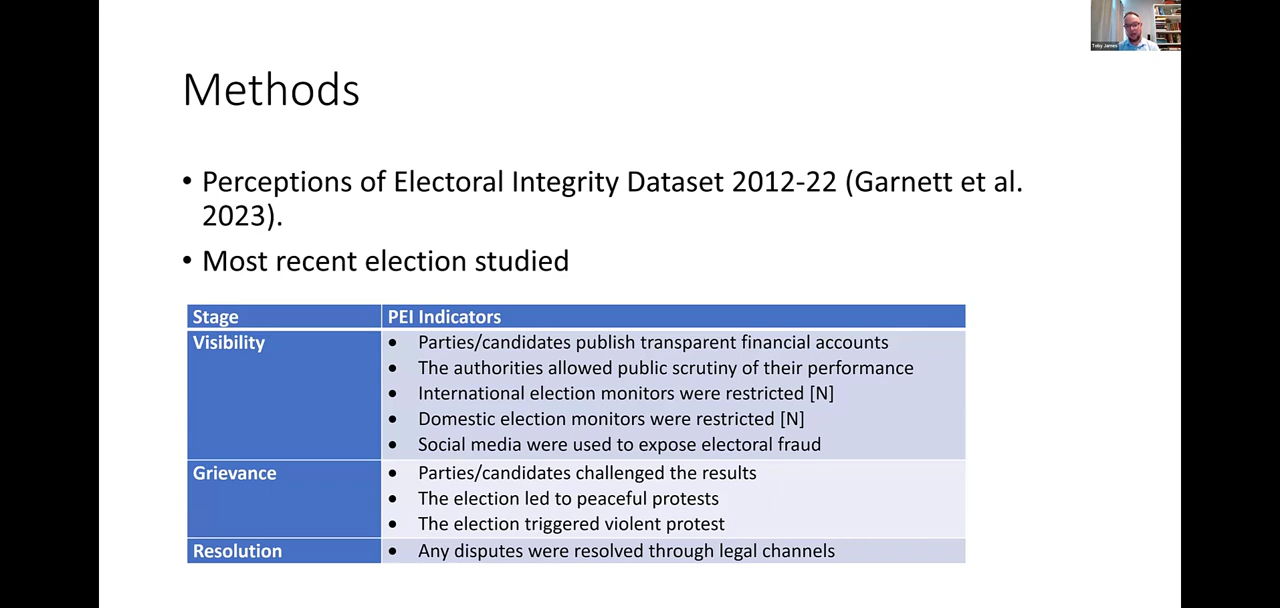 Toby James
Methods
• Perceptions of Electoral Integrity Dataset 2012-22 (Garnett et al.
2023).
• Most recent election studied
Stage PEI Indicators
Visibility • Parties/candidates publish transparent financial accounts
• The authorities allowed public scrutiny of their performance
• International election monitors were restricted [N]
• Domestic election monitors were restricted [N]
• Social media were used to expose electoral fraud
Grievance • Parties/candidates challenged the results
• The election led to peaceful protests
• The election triggered violent protest
Resolution • Any disputes were resolved through legal channels